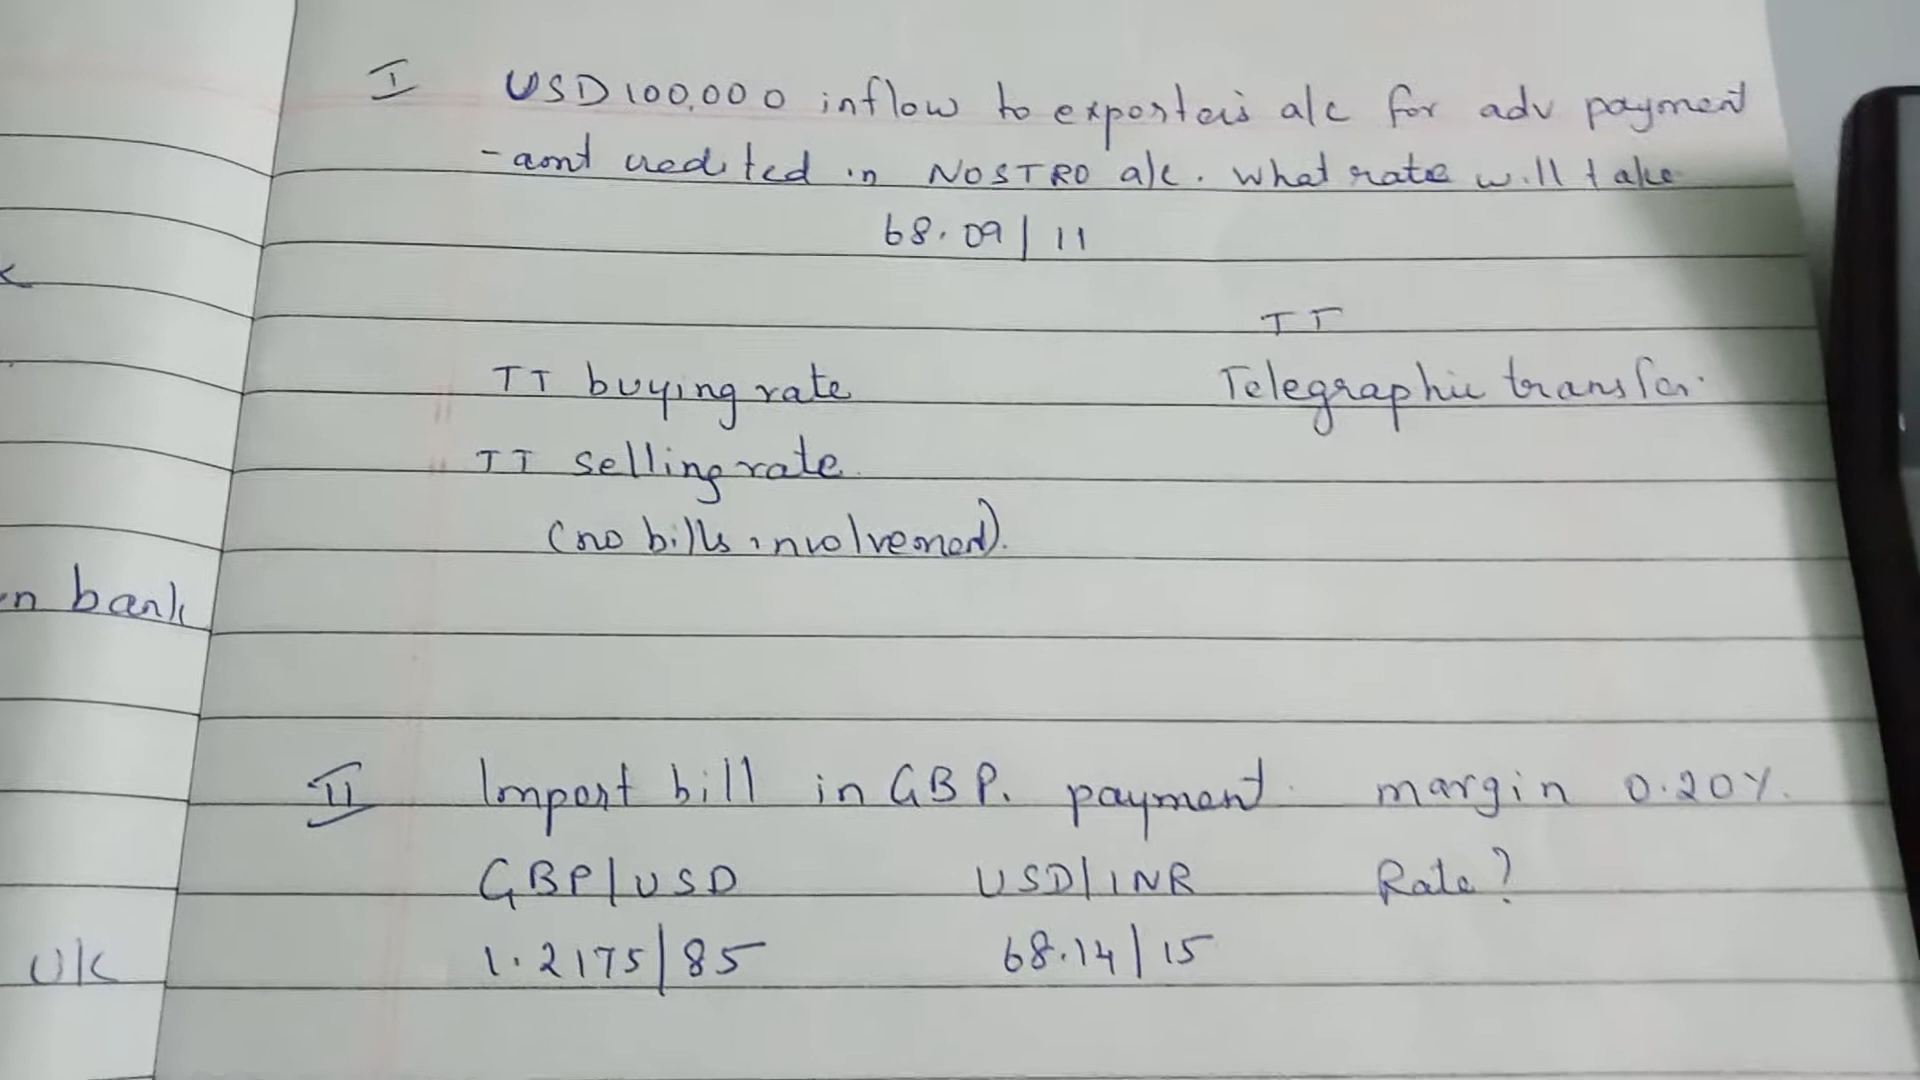 I USD 100,000 inflow to exporters a/c for adv payment
- amt credited in NOSTRO a/c. What rate will take
68.09 | 11
TT
TT buying rate Telegraphic transfer.
TT selling rate
(no bills involvement).
n bank
II Import bill in GBP. payment margin 0.20%.
GBP/USD USD/INR Rate?
UK 1.2175/85 68.14/15